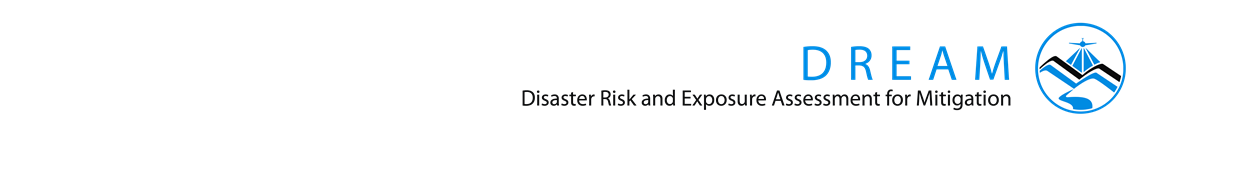 D R E A M
Disaster Risk and Exposure Assessment for Mitigation